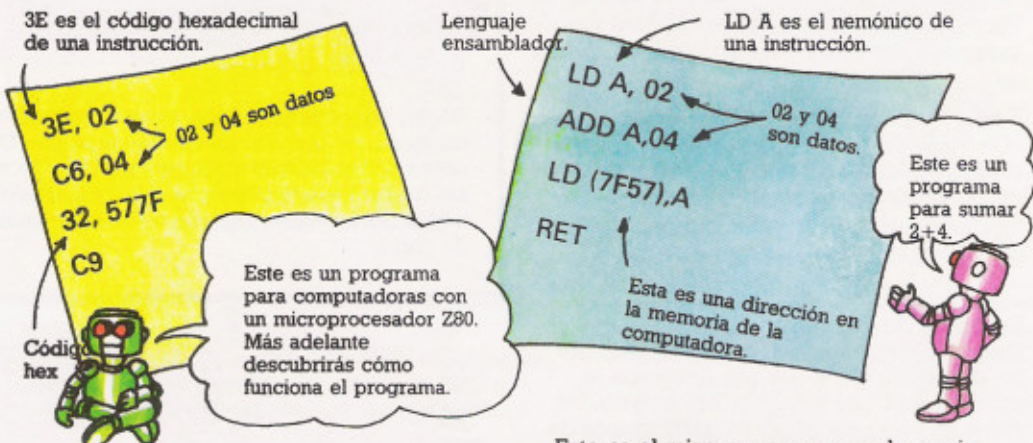 3E es el código hexadecimal
de una instrucción.
3E, 02
C6, 04
32, 577F
C9
02 y 04 son datos
Código
hex
Este es un programa
para computadoras con
un microprocesador Z80.
Más adelante
descubrirás cómo
funciona el programa.
Lenguaje
ensamblador.
LD A es el nemónico de
una instrucción.
LD A, 02
ADD A,04
LD (7F57),A
RET
02 y 04
son datos.
Esta es una dirección en
la memoria de la
computadora.
Este es un
programa
para sumar
2+4.